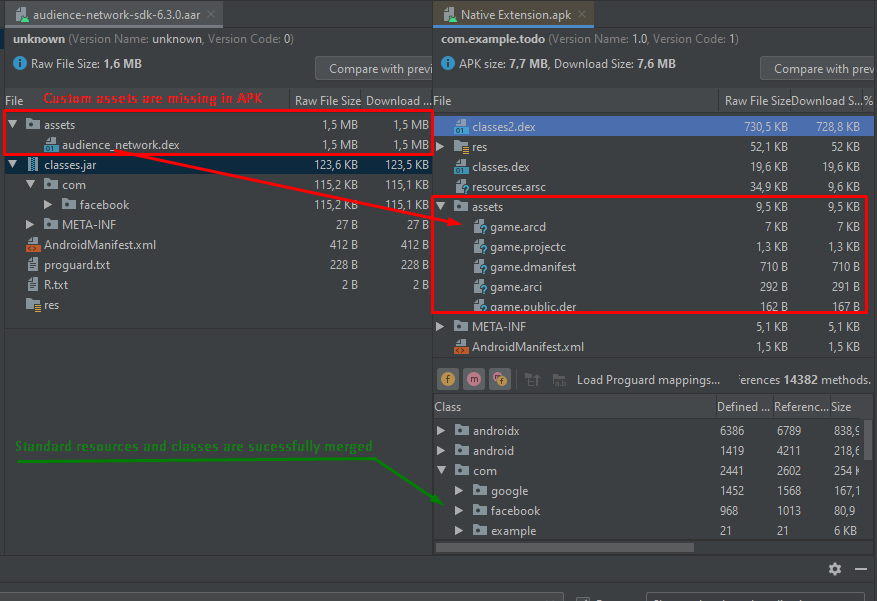 audience-network-sdk-6.3.0.aar
unknown (Version Name: unknown, Version Code: 0)
Raw File Size: 1,6 MB
Compare with previ
File Custom assets are missing in APK Raw File Size Download ...
assets 1,5 MB 1,5 MB
audience_network.dex 1,5 MB 1,5 MB
classes.jar 123,6 KB 123,5 KB
com 115,2 KB 115,1 KB
facebook 115,2 KB 115,1 KB
META-INF 27 B 27 B
AndroidManifest.xml 412 B 412 B
proguard.txt 228 B 228 B
R.txt 2 B 2 B
res
Standard resources and classes are sucessfully merged
Native Extension.apk
com.example.todo (Version Name: 1.0, Version Code: 1)
APK size: 7,7 MB, Download Size: 7,6 MB
Compare with prev
File Raw File Size Download S... %
classes2.dex 730,5 KB 728,8 KB
res 52,1 KB 52 KB
classes.dex 19,6 KB 19,6 KB
resources.arsc 34,9 KB 9,6 KB
assets 9,5 KB 9,5 KB
game.arcd 7 KB 7 KB
game.projectc 1,3 KB 1,3 KB
game.dmanifest 710 B 710 B
game.arci 292 B 291 B
game.public.der 162 B 167 B
META-INF 5,1 KB 5,1 KB
AndroidManifest.xml 1,5 KB 1,5 KB
Load Proguard mappings... erences 14382 methods.
Class Defined ... Referenc... Size
androidx 6386 6789 838,9
android 1419 4211 218,6
com 2441 2602 254 K
google 1452 1568 167,1
facebook 968 1013 80,9
example 21 21 6 KB